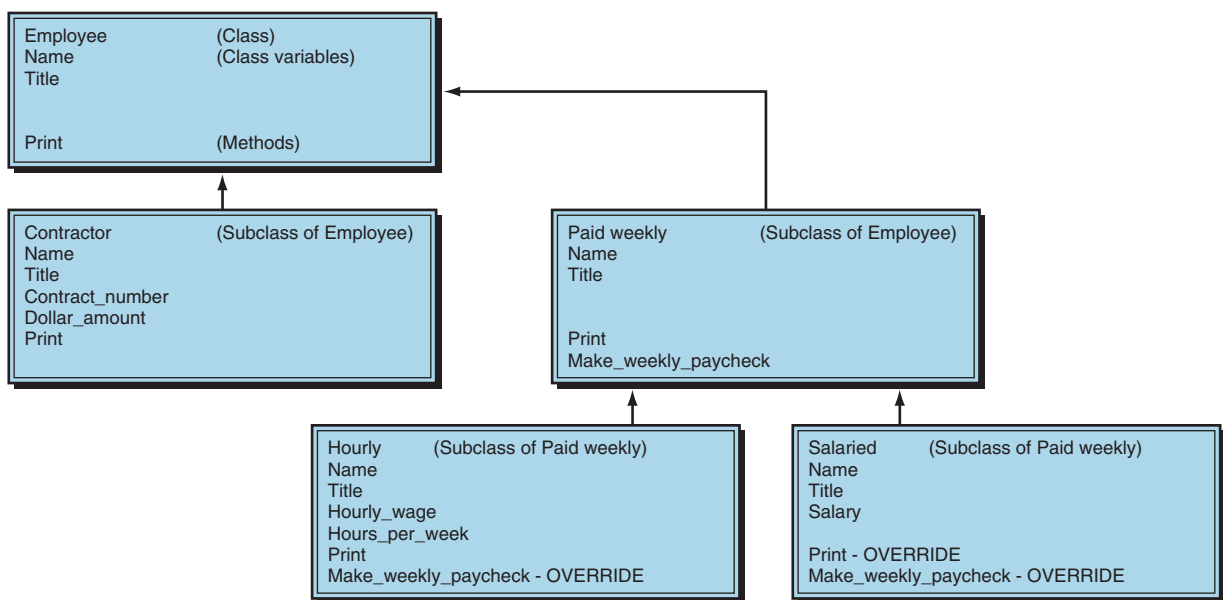 Employee (Class)
Name (Class variables)
Title
Print (Methods)
Contractor (Subclass of Employee)
Name
Title
Contract_number
Dollar_amount
Print
Paid weekly (Subclass of Employee)
Name
Title
Print
Make_weekly_paycheck
Hourly (Subclass of Paid weekly)
Name
Title
Hourly_wage
Hours_per_week
Print
Make_weekly_paycheck - OVERRIDE
Salaried (Subclass of Paid weekly)
Name
Title
Salary
Print - OVERRIDE
Make_weekly_paycheck - OVERRIDE